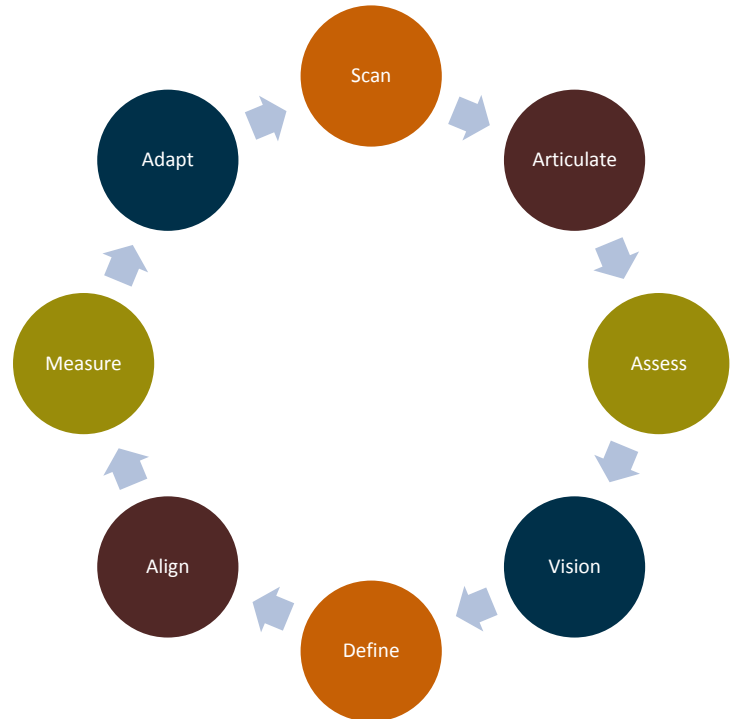 Scan
Articulate
Assess
Vision
Define
Align
Measure
Adapt